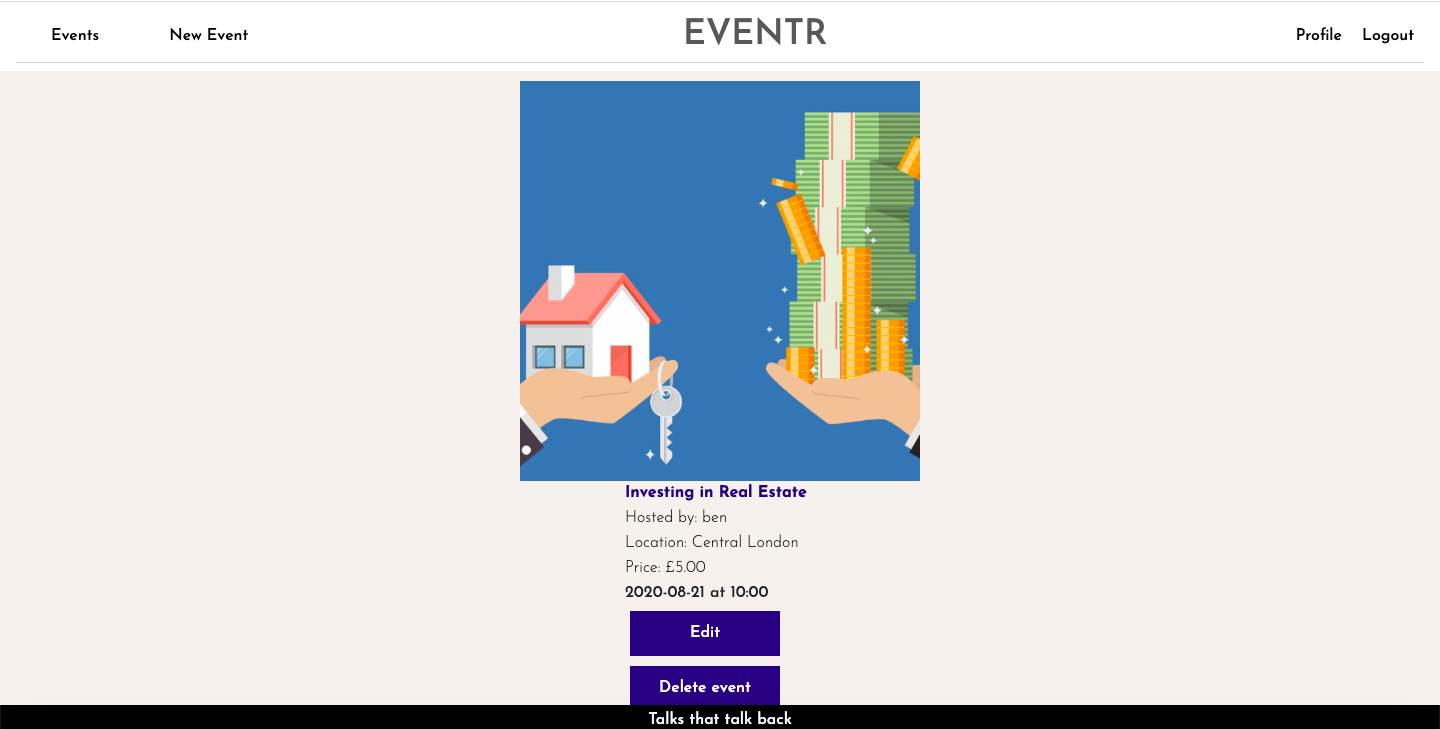 Events New Event EVENTR Profile Logout
Investing in Real Estate
Hosted by: ben
Location: Central London
Price: £5.00
2020-08-21 at 10:00
Edit
Delete event
Talks that talk back